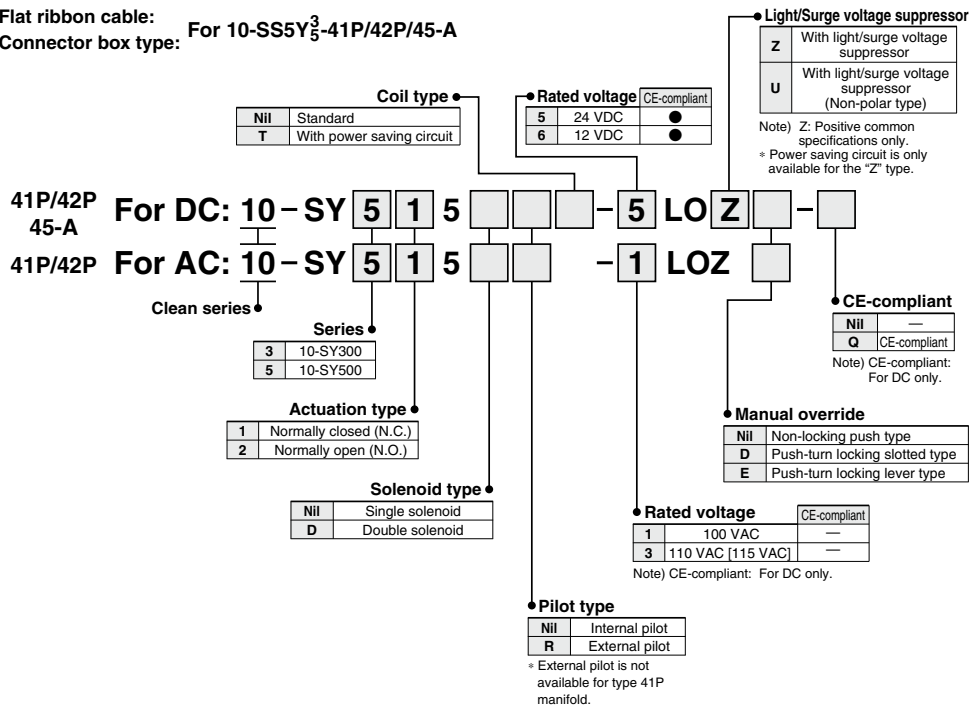 Flat ribbon cable:
Connector box type:
For 10-SS5Y3/5-41P/42P/45-A
Light/Surge voltage suppressor
Z With light/surge voltage
suppressor
U With light/surge voltage
suppressor
(Non-polar type)
Note) Z: Positive common
specifications only.
* Power saving circuit is only
available for the “Z” type.
Coil type
Nil Standard
T With power saving circuit
Rated voltage CE-compliant
5 24 VDC ●
6 12 VDC ●
41P/42P
45-A
For DC: 10 – SY 5 1 5 – 5 LO Z –
41P/42P For AC: 10 – SY 5 1 5 – 1 LOZ
Clean series
Series
3 10-SY300
5 10-SY500
CE-compliant
Nil —
Q CE-compliant
Note) CE-compliant:
For DC only.
Actuation type
1 Normally closed (N.C.)
2 Normally open (N.O.)
Manual override
Nil Non-locking push type
D Push-turn locking slotted type
E Push-turn locking lever type
Solenoid type
Nil Single solenoid
D Double solenoid
Rated voltage CE-compliant
1 100 VAC —
3 110 VAC [115 VAC] —
Note) CE-compliant: For DC only.
Pilot type
Nil Internal pilot
R External pilot
* External pilot is not
available for type 41P
manifold.